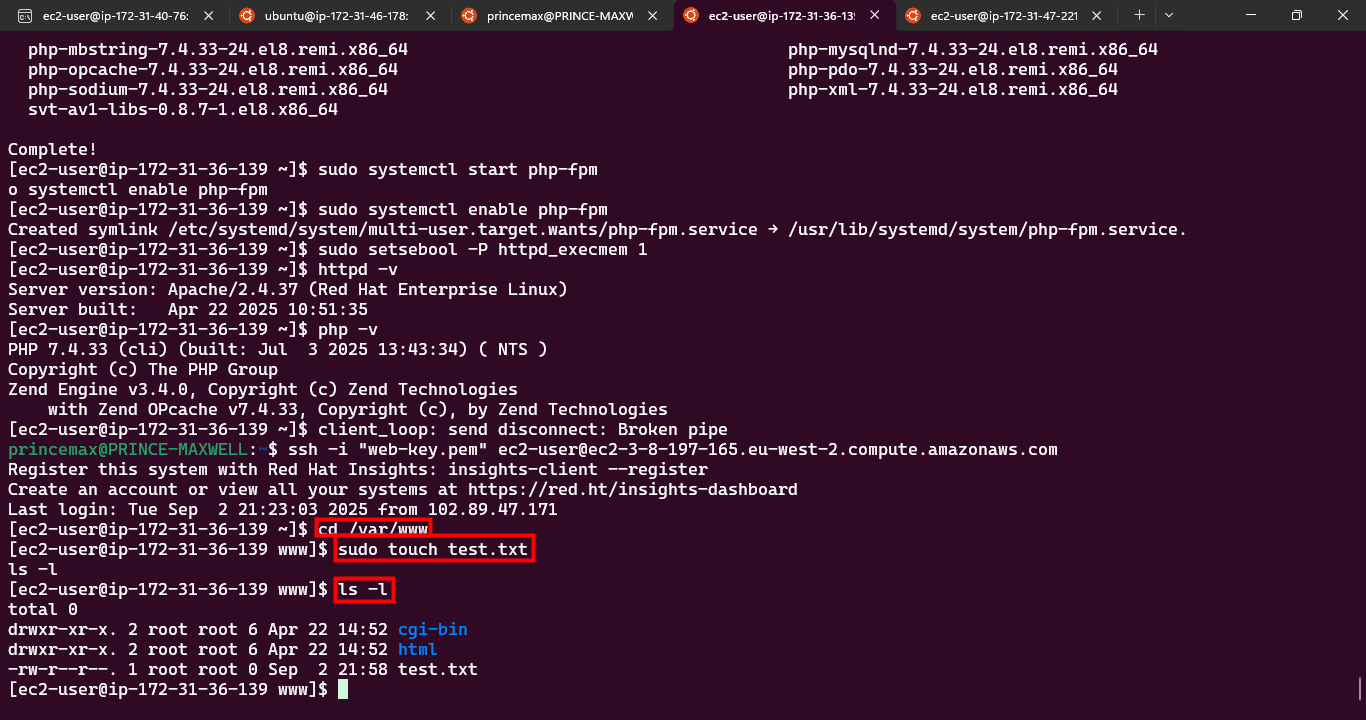 ec2-user@ip-172-31-40-76: ubuntu@ip-172-31-46-178: princemax@PRINCE-MAXW ec2-user@ip-172-31-36-139 ec2-user@ip-172-31-47-221
php-mbstring-7.4.33-24.el8.remi.x86_64 php-mysqlnd-7.4.33-24.el8.remi.x86_64
php-opcache-7.4.33-24.el8.remi.x86_64 php-pdo-7.4.33-24.el8.remi.x86_64
php-sodium-7.4.33-24.el8.remi.x86_64 php-xml-7.4.33-24.el8.remi.x86_64
svt-av1-libs-0.8.7-1.el8.x86_64
Complete!
[ec2-user@ip-172-31-36-139 ~]$ sudo systemctl start php-fpm
o systemctl enable php-fpm
[ec2-user@ip-172-31-36-139 ~]$ sudo systemctl enable php-fpm
Created symlink /etc/systemd/system/multi-user.target.wants/php-fpm.service → /usr/lib/systemd/system/php-fpm.service.
[ec2-user@ip-172-31-36-139 ~]$ sudo setsebool -P httpd_execmem 1
[ec2-user@ip-172-31-36-139 ~]$ httpd -v
Server version: Apache/2.4.37 (Red Hat Enterprise Linux)
Server built:   Apr 22 2025 10:51:35
[ec2-user@ip-172-31-36-139 ~]$ php -v
PHP 7.4.33 (cli) (built: Jul  3 2025 13:43:34) ( NTS )
Copyright (c) The PHP Group
Zend Engine v3.4.0, Copyright (c) Zend Technologies
    with Zend OPcache v7.4.33, Copyright (c), by Zend Technologies
[ec2-user@ip-172-31-36-139 ~]$ client_loop: send disconnect: Broken pipe
princemax@PRINCE-MAXWELL:~$ ssh -i "web-key.pem" ec2-user@ec2-3-8-197-165.eu-west-2.compute.amazonaws.com
Register this system with Red Hat Insights: insights-client --register
Create an account or view all your systems at https://red.ht/insights-dashboard
Last login: Tue Sep  2 21:23:03 2025 from 102.89.47.171
[ec2-user@ip-172-31-36-139 ~]$ cd /var/www
[ec2-user@ip-172-31-36-139 www]$ sudo touch test.txt
ls -l
[ec2-user@ip-172-31-36-139 www]$ ls -l
total 0
drwxr-xr-x. 2 root root 6 Apr 22 14:52 cgi-bin
drwxr-xr-x. 2 root root 6 Apr 22 14:52 html
-rw-r--r--. 1 root root 0 Sep  2 21:58 test.txt
[ec2-user@ip-172-31-36-139 www]$